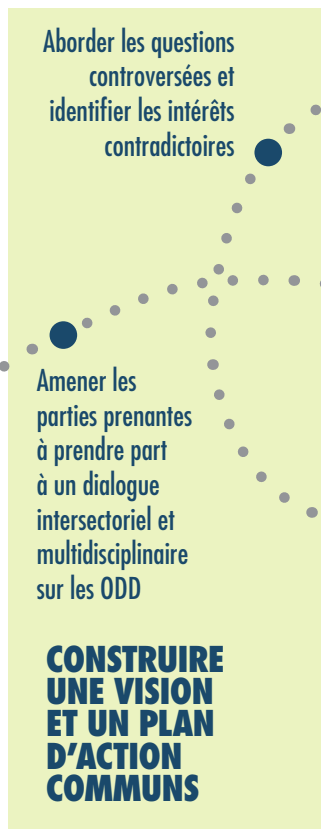 Aborder les questions
controversées et
identifier les intérêts
contradictoires
Amener les
parties prenantes
à prendre part
à un dialogue
intersectoriel et
multidisciplinaire
sur les ODD
CONSTRUIRE
UNE VISION
ET UN PLAN
D’ACTION
COMMUNS